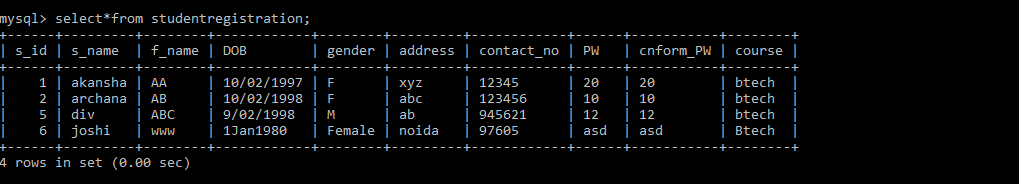 mysql> select*from studentregistration;
+------+---------+--------+------------+--------+---------+------------+------+-----------+--------+
| s_id | s_name  | f_name | DOB        | gender | address | contact_no | PW   | cnform_PW | course |
+------+---------+--------+------------+--------+---------+------------+------+-----------+--------+
|    1 | akansha | AA     | 10/02/1997 | F      | xyz     | 12345      | 20   | 20        | btech  |
|    2 | archana | AB     | 10/02/1998 | F      | abc     | 123456     | 10   | 10        | btech  |
|    5 | div     | ABC    | 9/02/1998  | M      | ab      | 945621     | 12   | 12        | btech  |
|    6 | joshi   | www    | 1Jan1980   | Female | noida   | 97605      | asd  | asd       | Btech  |
+------+---------+--------+------------+--------+---------+------------+------+-----------+--------+
4 rows in set (0.00 sec)